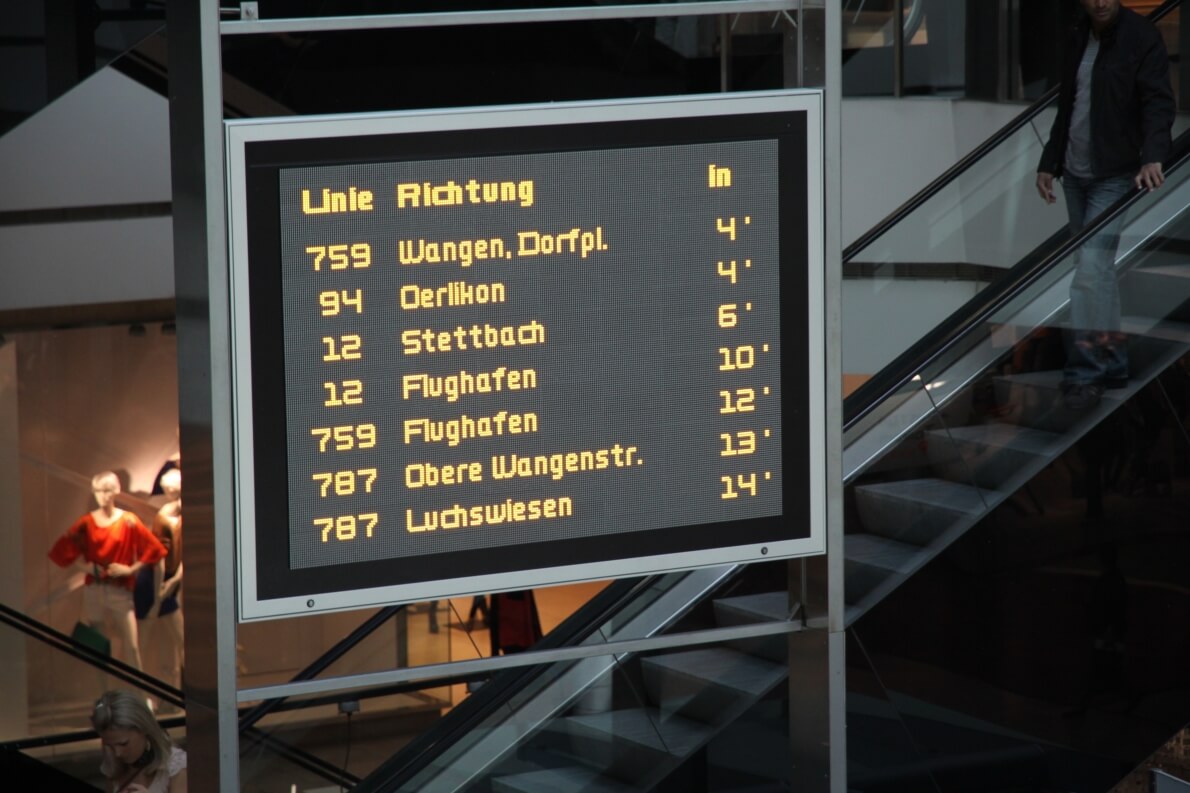 Linie Richtung in
759 Wangen, Dorfpl. 4'
94 Oerlikon 4'
12 Stettbach 6'
12 Flughafen 10'
759 Flughafen 12'
787 Obere Wangenstr. 13'
787 Luchswiesen 14'